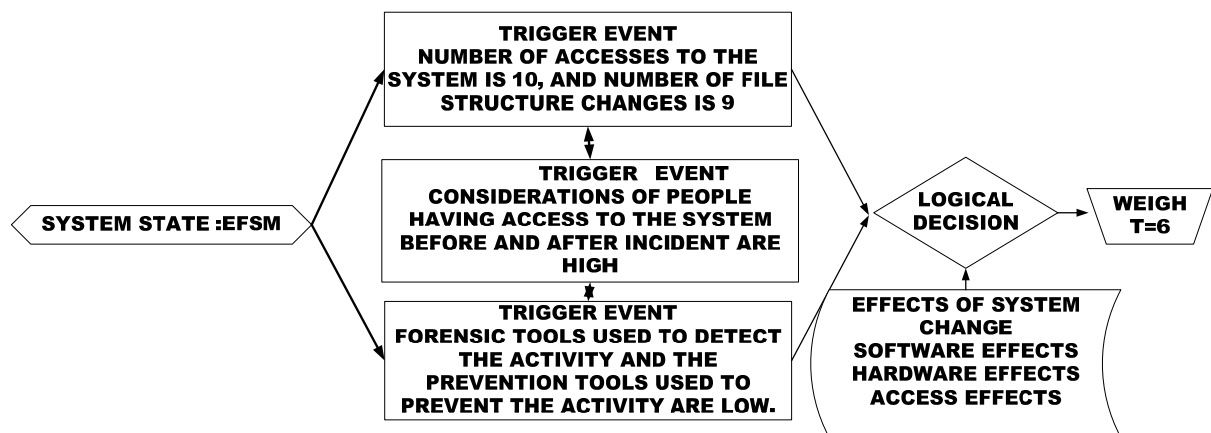 TRIGGER EVENT
NUMBER OF ACCESSES TO THE
SYSTEM IS 10, AND NUMBER OF FILE
STRUCTURE CHANGES IS 9
TRIGGER EVENT
CONSIDERATIONS OF PEOPLE
HAVING ACCESS TO THE SYSTEM
BEFORE AND AFTER INCIDENT ARE
HIGH
SYSTEM STATE :EFSM
TRIGGER EVENT
FORENSIC TOOLS USED TO DETECT
THE ACTIVITY AND THE
PREVENTION TOOLS USED TO
PREVENT THE ACTIVITY ARE LOW.
LOGICAL
DECISION
WEIGH
T=6
EFFECTS OF SYSTEM
CHANGE
SOFTWARE EFFECTS
HARDWARE EFFECTS
ACCESS EFFECTS